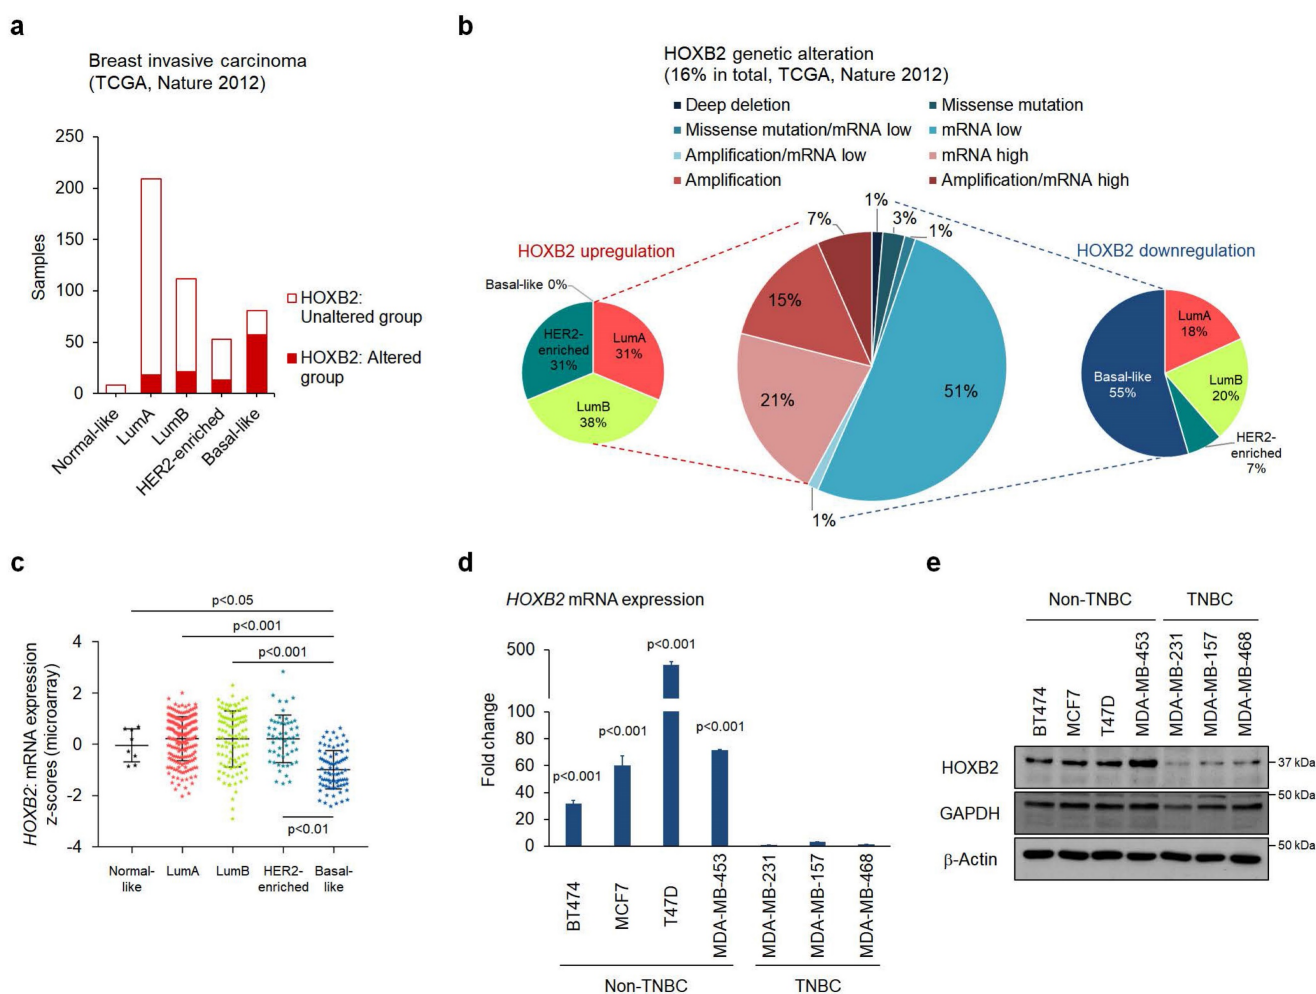 a
Breast invasive carcinoma
(TCGA, Nature 2012)
250
200
150
100
50
0
Samples
Normal-like
LumA
LumB
HER2-enriched
Basal-like
HOXB2:
Unaltered group
HOXB2: Altered
group
b
HOXB2 genetic alteration
(16% in total, TCGA, Nature 2012)
Deep deletion
Missense mutation
Missense mutation/mRNA low
mRNA low
Amplification/mRNA low
mRNA high
Amplification
Amplification/mRNA high
HOXB2 upregulation
Basal-like 0%
HER2-
enriched
31%
LumA
31%
LumB
38%
7%
1%
3%
1%
15%
21%
51%
1%
HOXB2 downregulation
LumA
18%
LumB
20%
Basal-like
55%
HER2-
enriched
7%
c
p<0.05
p<0.001
p<0.001
p<0.01
4
2
0
-2
-4
HOXB2: mRNA expression
z-scores (microarray)
Normal-
like
LumA
LumB
HER2-
enriched
Basal-
like
d
HOXB2 mRNA expression
Fold change
500
100
80
60
40
20
0
p<0.001
p<0.001
p<0.001
p<0.001
BT474
MCF7
T47D
MDA-MB-453
MDA-MB-231
MDA-MB-157
MDA-MB-468
Non-TNBC
TNBC
e
Non-TNBC
TNBC
BT474
MCF7
T47D
MDA-MB-453
MDA-MB-231
MDA-MB-157
MDA-MB-468
HOXB2
37 kDa
GAPDH
50 kDa
β-Actin
50 kDa